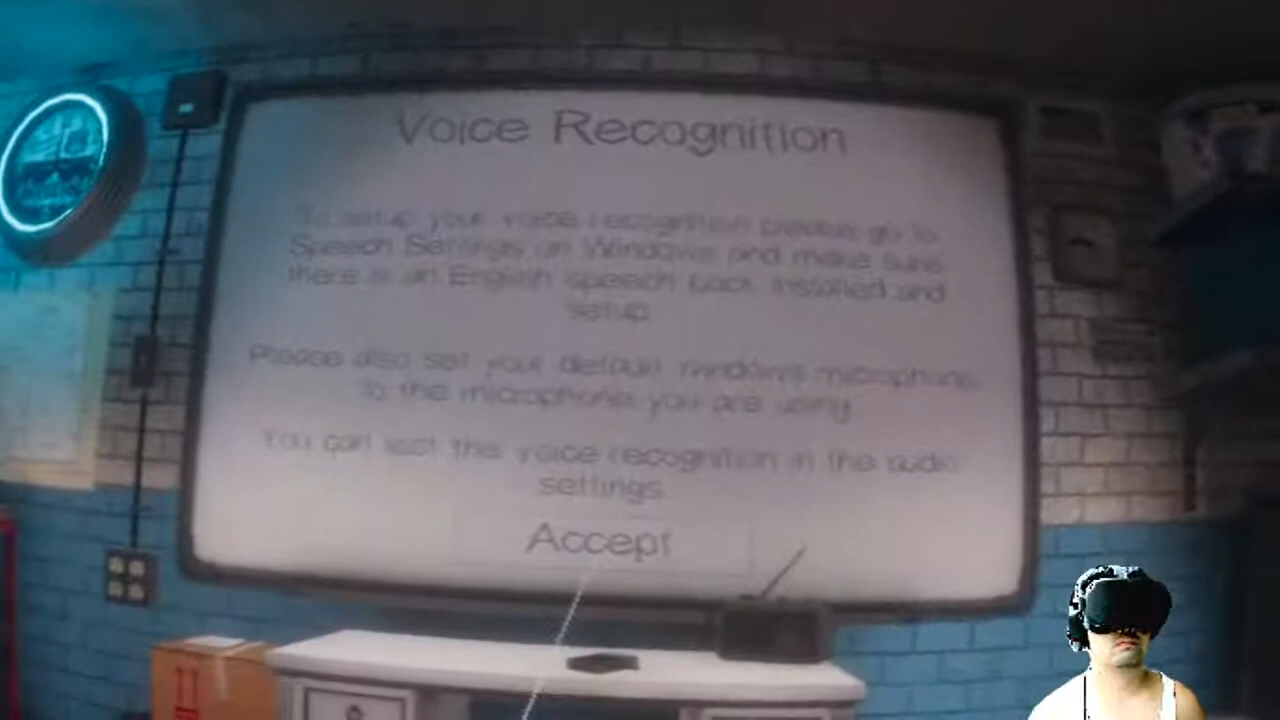 Voice Recognition
To setup your voice recognition please go to
Speech Settings on Windows and make sure
there is an English speech pack installed and
setup.
Please also set your default windows microphone
to the microphone you are using.
You can test the voice recognition in the audio
settings.
Accept